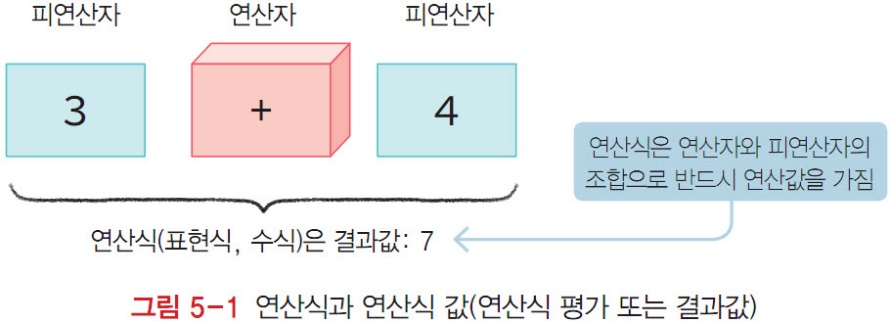 피연산자 연산자 피연산자
3 + 4
연산식은 연산자와 피연산자의
조합으로 반드시 연산값을 가짐
연산식(표현식, 수식)은 결과값: 7
그림 5-1 연산식과 연산식 값(연산식 평가 또는 결과값)